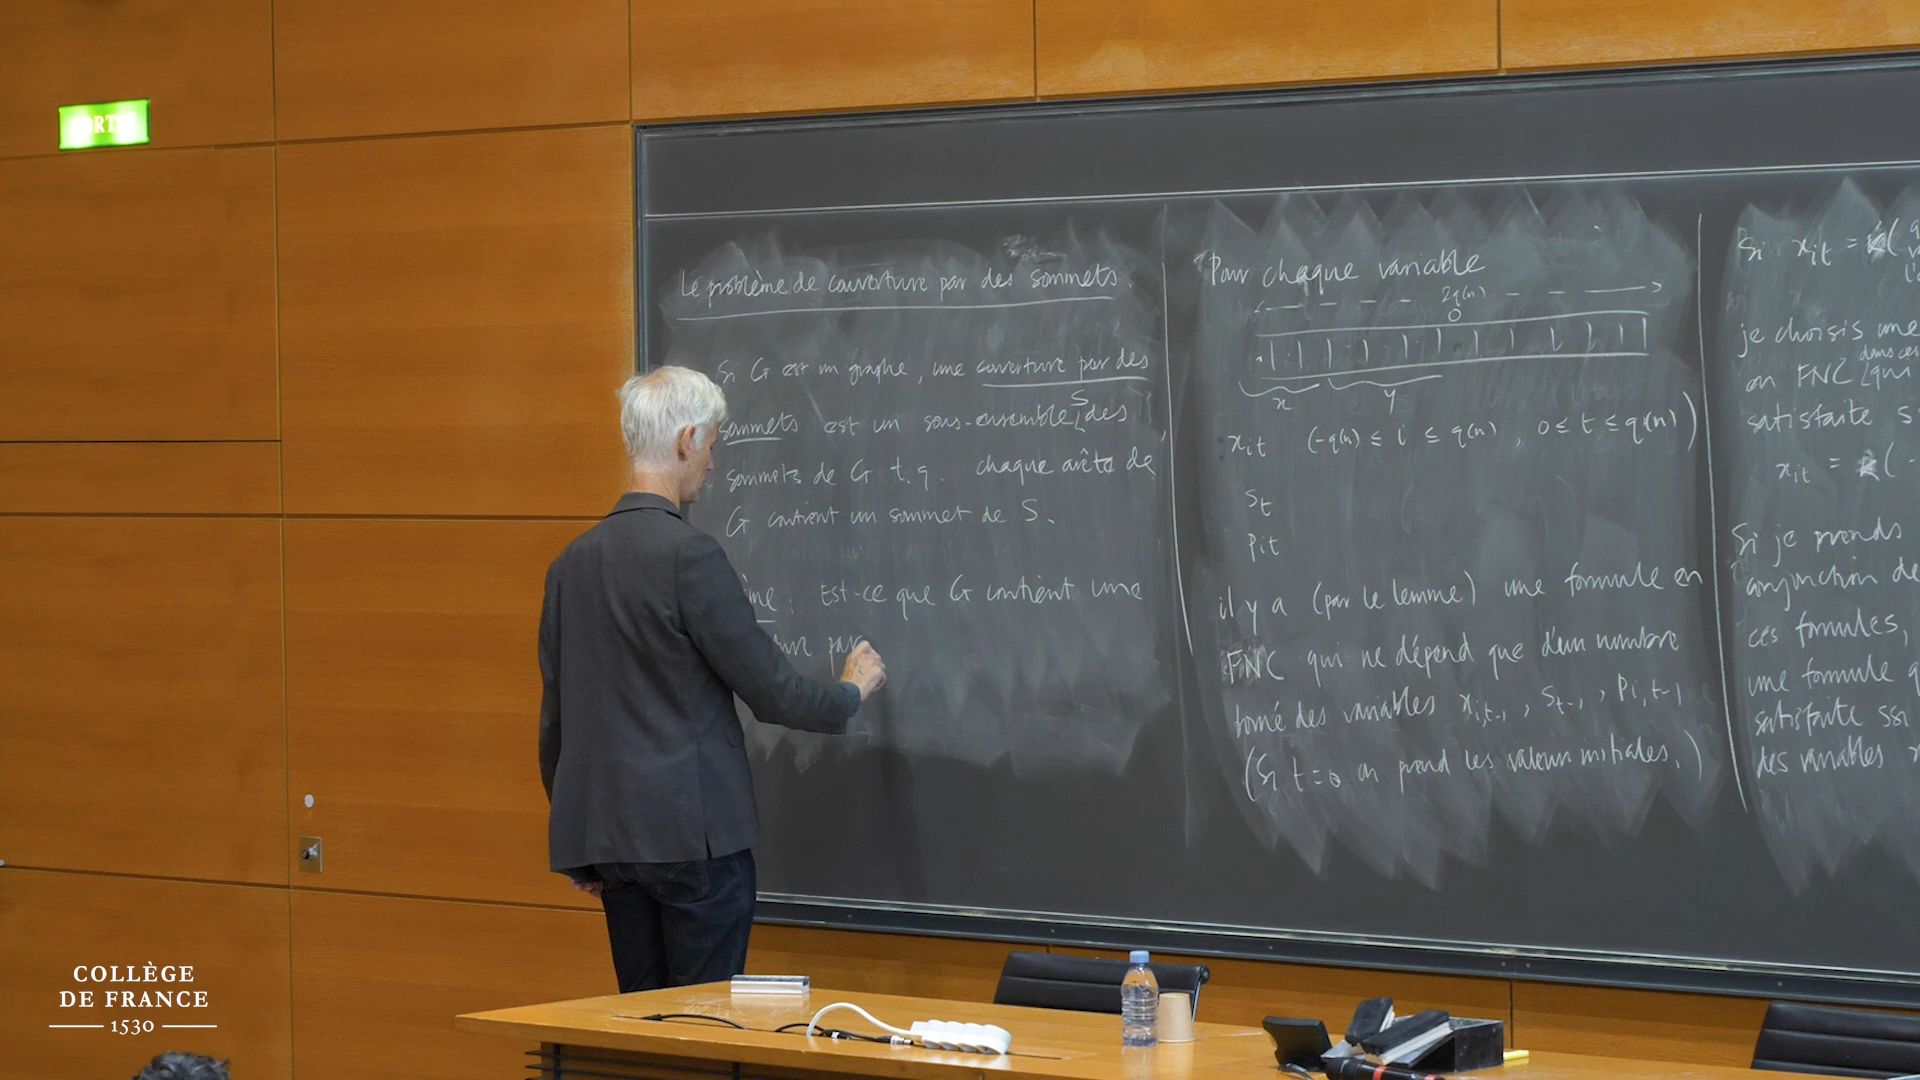 SORTIE
Le problème de couverture par des sommets.
Si G est un graphe, une couverture par des
sommets est un sous-ensemble S des
sommets de G t.q. chaque arête de
G contient un sommet de S.
Est-ce que G contient une
par
Pour chaque variable
2q(n)
0
x y
x_it (-q(n) ≤ i ≤ q(n), 0 ≤ t ≤ q(n))
s_t
p_it
il y a (par le lemme) une formule en
FNC qui ne dépend que d'un nombre
borné des variables x_i,t-1, s_t-1, p_i,t-1
(Si t=0 on prend les valeurs initiales.)
Si x_it =
je choisis une
en FNC qui
dans ces
satisfaite s
x_it =
Si je prends
conjonction de
ces formules,
une formule q
satisfaite ssi
des variables x
COLLÈGE
DE FRANCE
1530